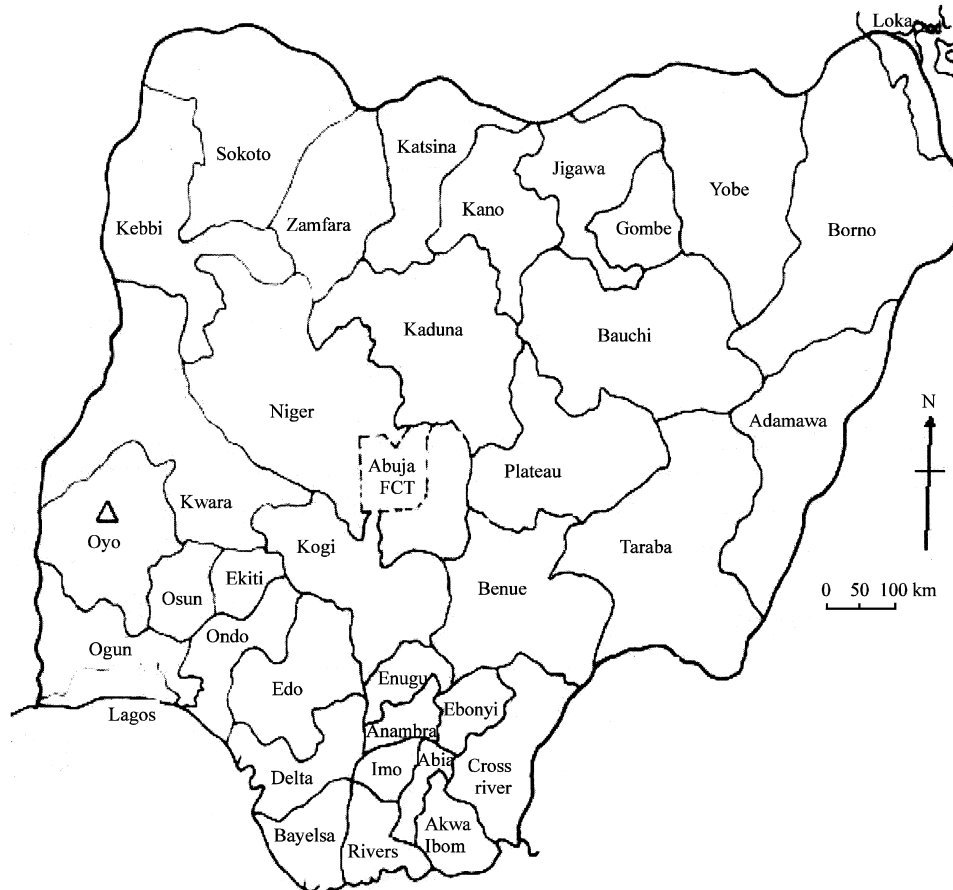 Loka
Sokoto
Katsina
Jigawa
Yobe
Kebbi
Zamfara
Kano
Gombe
Borno
Kaduna
Bauchi
Niger
Adamawa
N
Abuja
FCT
Plateau
Kwara
Oyo
Kogi
Taraba
Osun
Ekiti
Benue
0 50 100 km
Ogun
Ondo
Edo
Enugu
Lagos
Anambra
Ebonyi
Delta
Imo
Abia
Cross
river
Bayelsa
Rivers
Akwa
Ibom